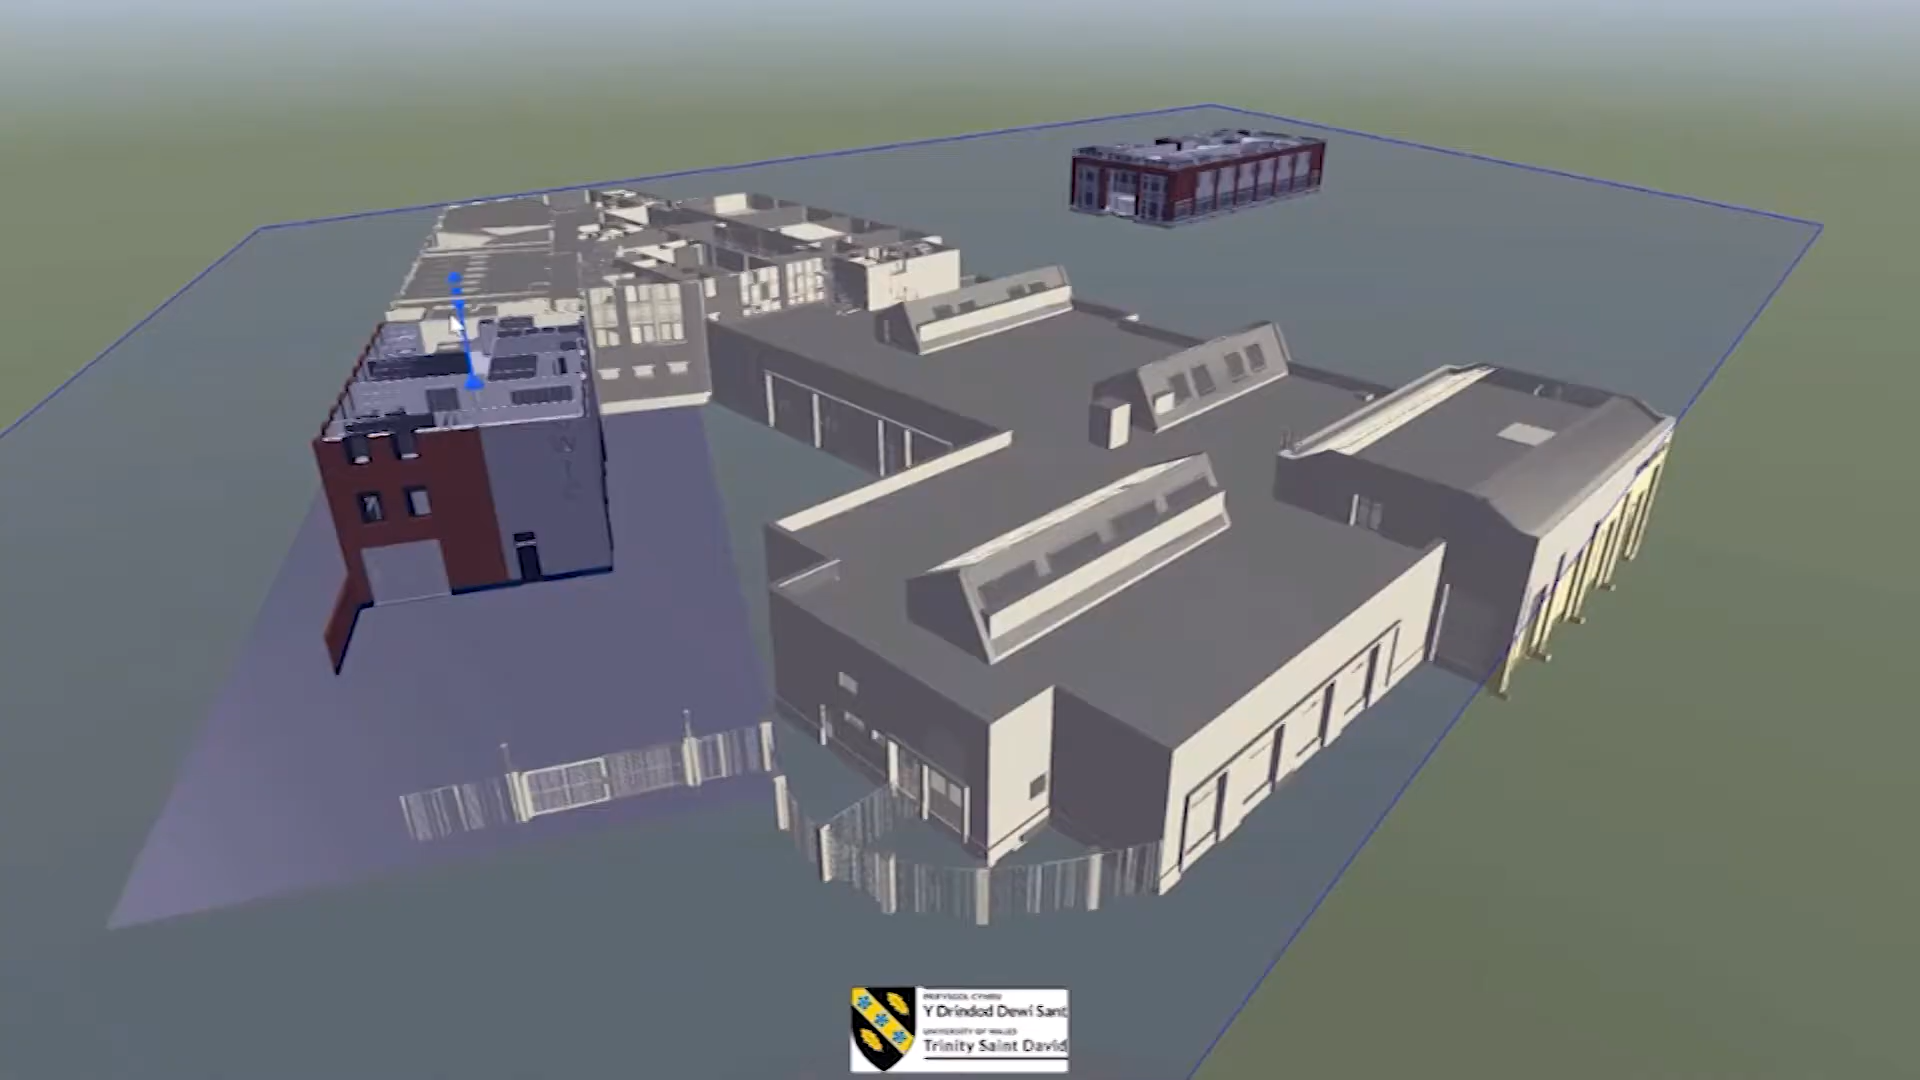 PRIFYSGOL CYMRU
Y Drindod Dewi Sant
UNIVERSITY OF WALES
Trinity Saint David